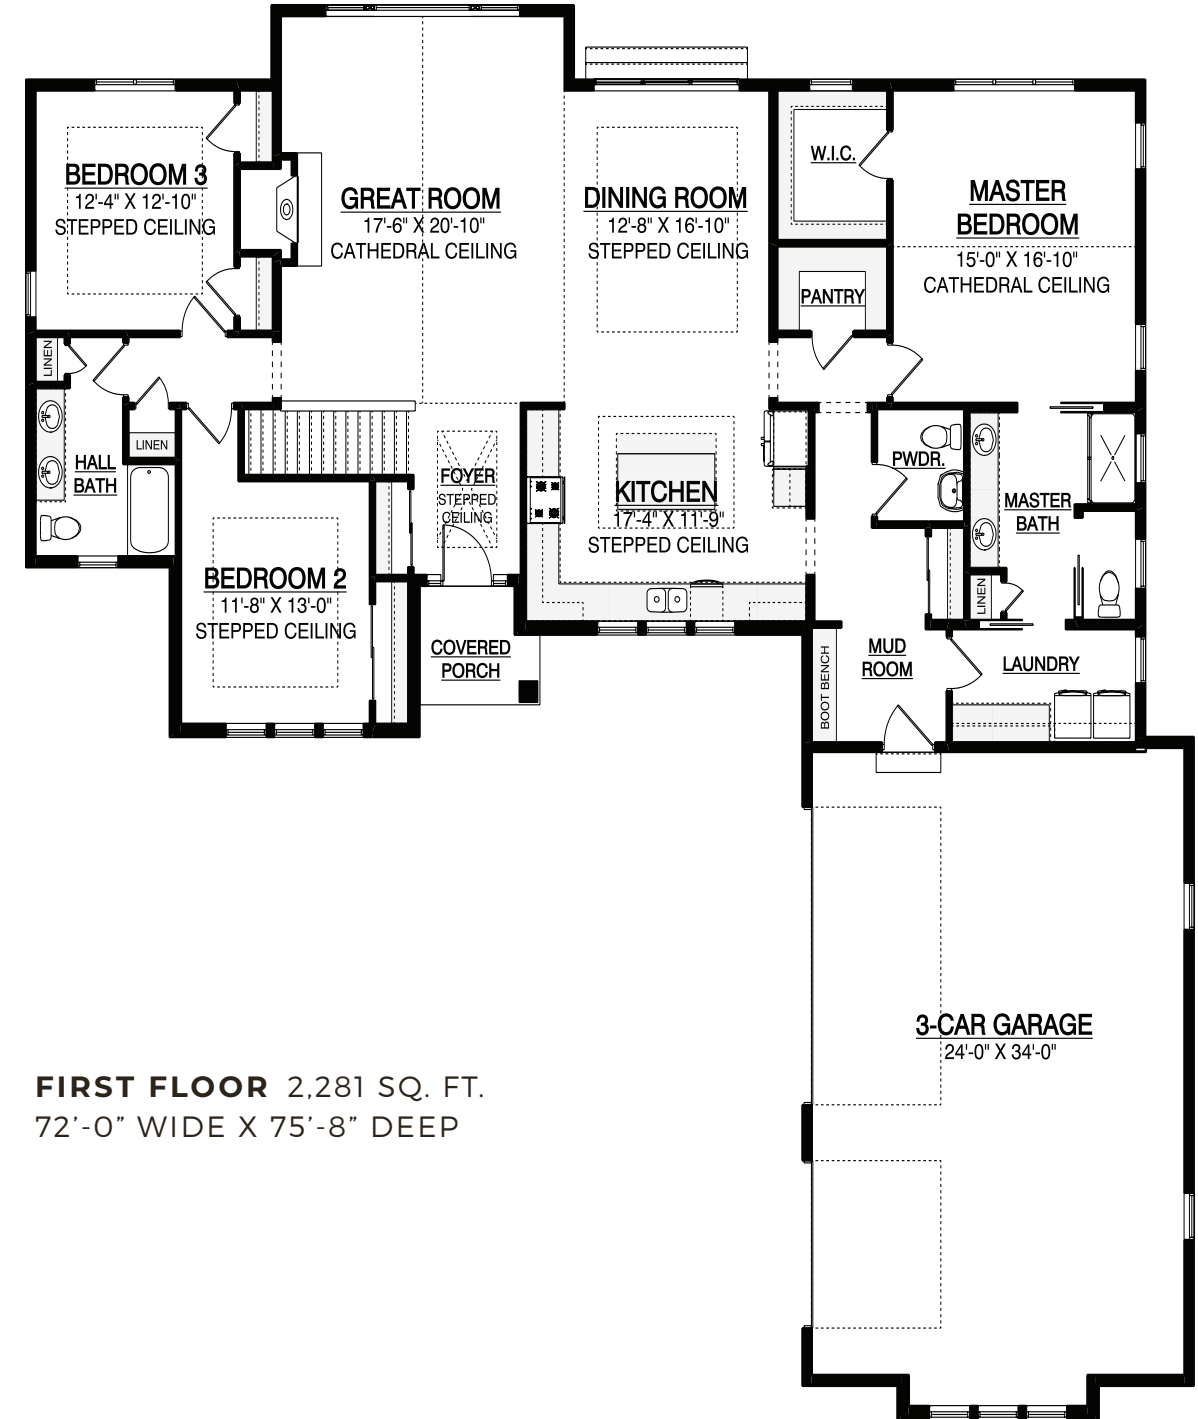 BEDROOM 3
12'-4" X 12'-10"
STEPPED CEILING
GREAT ROOM
17'-6" X 20'-10"
CATHEDRAL CEILING
DINING ROOM
12'-8" X 16'-10"
STEPPED CEILING
W.I.C.
MASTER
BEDROOM
15'-0" X 16'-10"
CATHEDRAL CEILING
PANTRY
LINEN
LINEN
HALL
BATH
FOYER
STEPPED
CEILING
KITCHEN
17'-4" X 11'-9"
STEPPED CEILING
PWDR.
MASTER
BATH
LINEN
BEDROOM 2
11'-8" X 13'-0"
STEPPED CEILING
COVERED
PORCH
BOOT BENCH
MUD
ROOM
LAUNDRY
3-CAR GARAGE
24'-0" X 34'-0"
FIRST FLOOR 2,281 SQ. FT.
72’-0” WIDE X 75’-8” DEEP